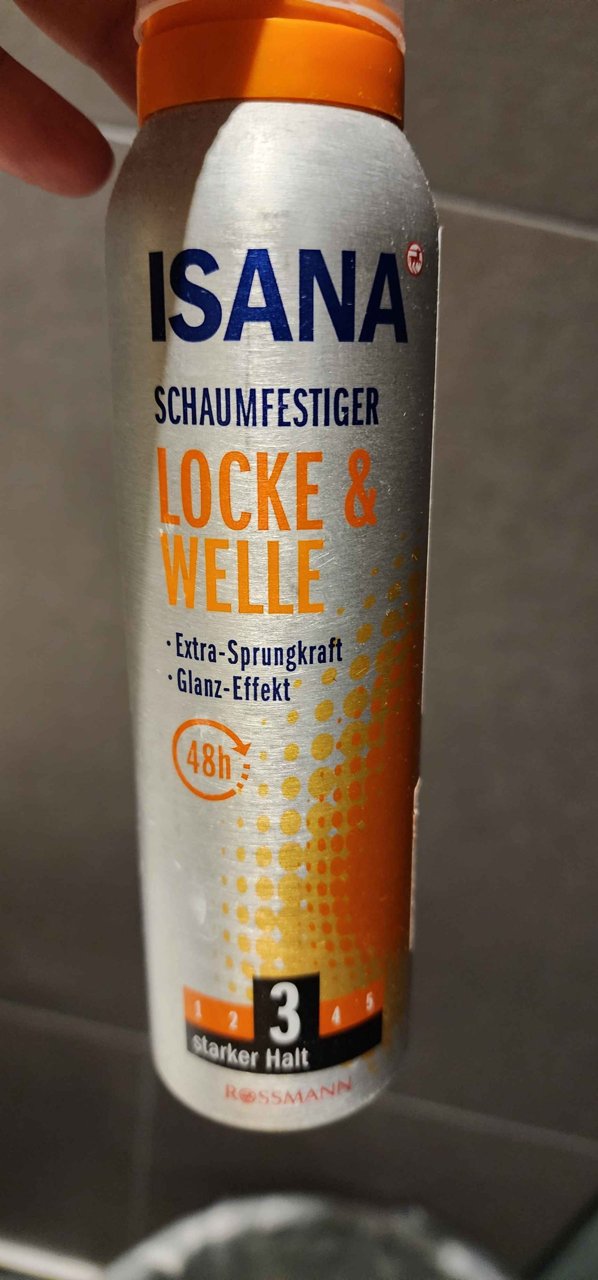 ISANA
SCHAUMFESTIGER
LOCKE &
WELLE
· Extra-Sprungkraft
· Glanz-Effekt
48h
1 2 3 4 5
starker Halt
ROSSMANN